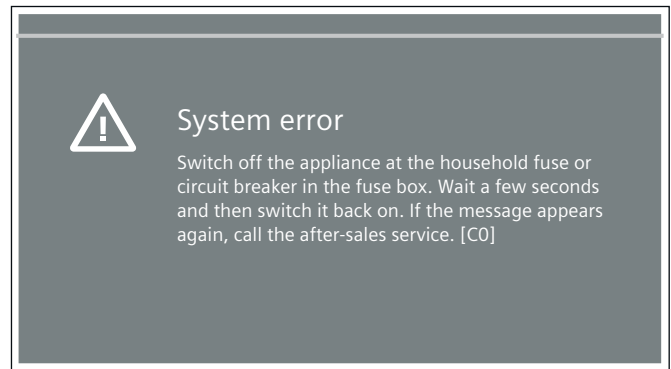 System error
Switch off the appliance at the household fuse or
circuit breaker in the fuse box. Wait a few seconds
and then switch it back on. If the message appears
again, call the after-sales service. [C0]